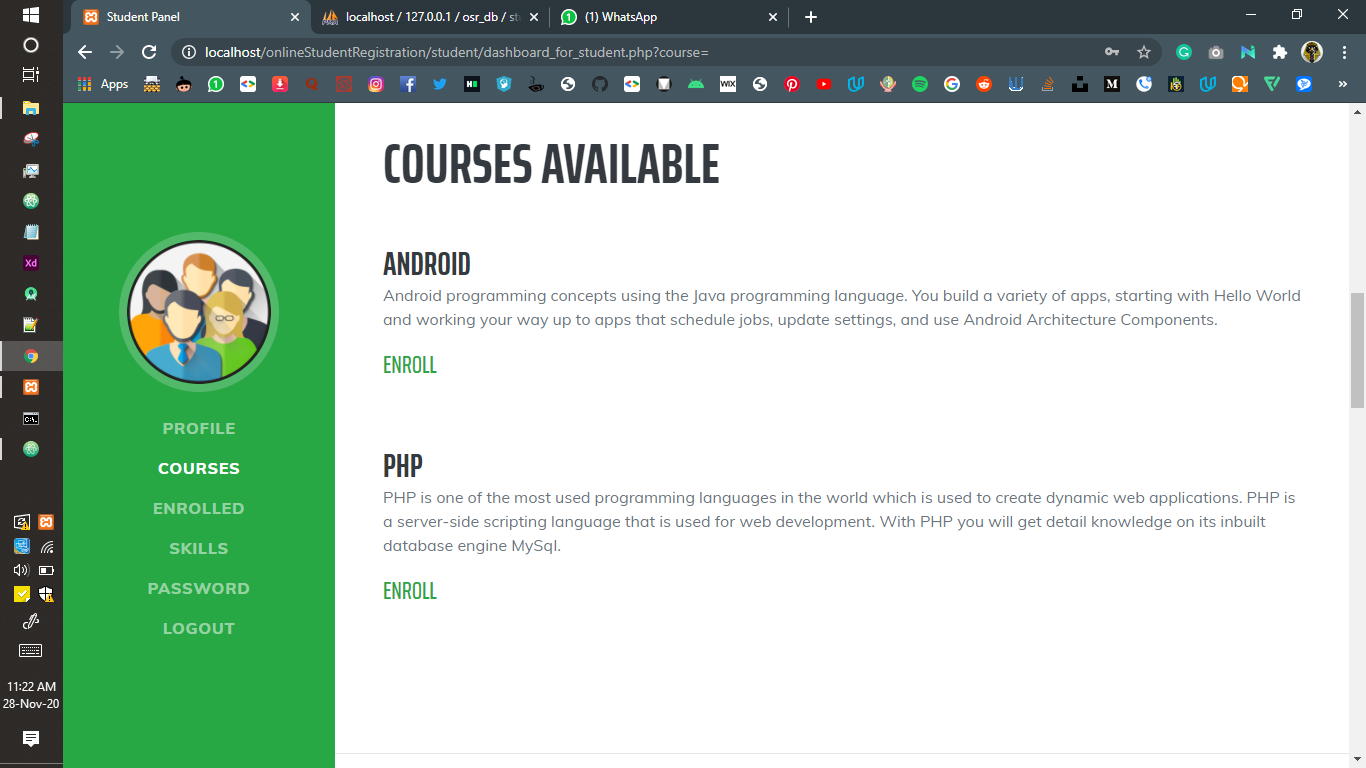 Student Panel
localhost / 127.0.0.1 / osr_db / st
(1) WhatsApp
localhost/onlineStudentRegistration/student/dashboard_for_student.php?course=
Apps
COURSES AVAILABLE
ANDROID
Android programming concepts using the Java programming language. You build a variety of apps, starting with Hello World
and working your way up to apps that schedule jobs, update settings, and use Android Architecture Components.
ENROLL
PHP
PHP is one of the most used programming languages in the world which is used to create dynamic web applications. PHP is
a server-side scripting language that is used for web development. With PHP you will get detail knowledge on its inbuilt
database engine MySql.
ENROLL
PROFILE
COURSES
ENROLLED
SKILLS
PASSWORD
LOGOUT
Xd
WIX
11:22 AM
28-Nov-20